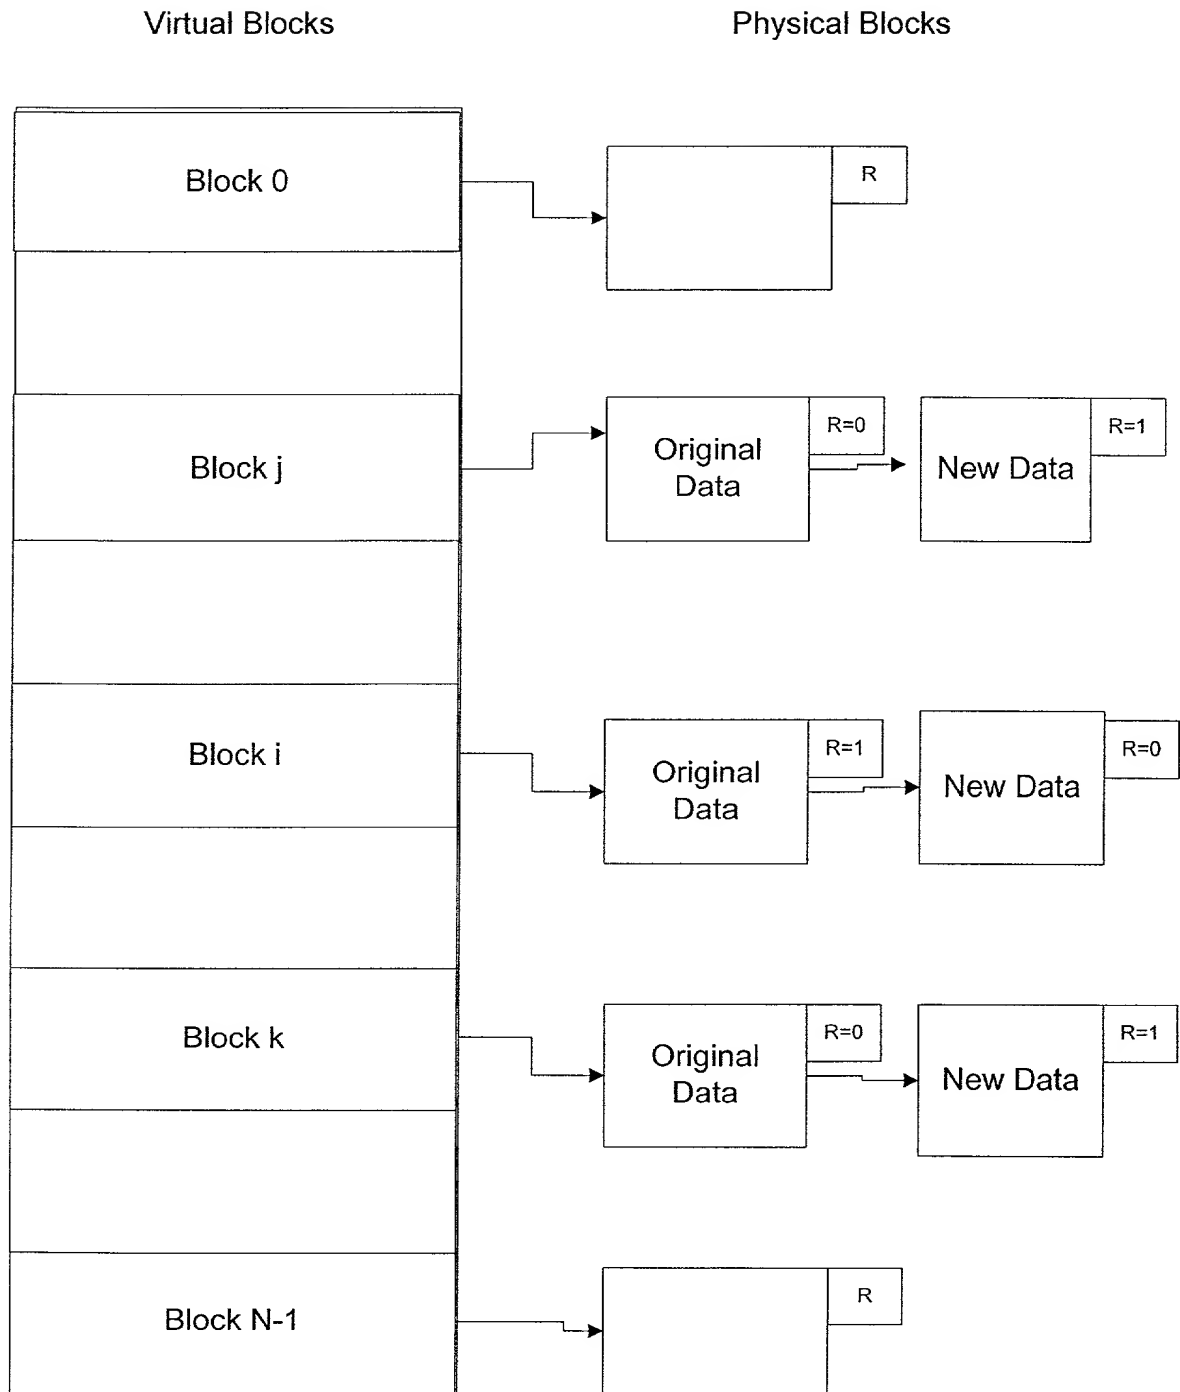 Virtual Blocks
Physical Blocks
Block 0
R
Block j
Original
Data
R=0
New Data
R=1
Block i
Original
Data
R=1
New Data
R=0
Block k
Original
Data
R=0
New Data
R=1
Block N-1
R